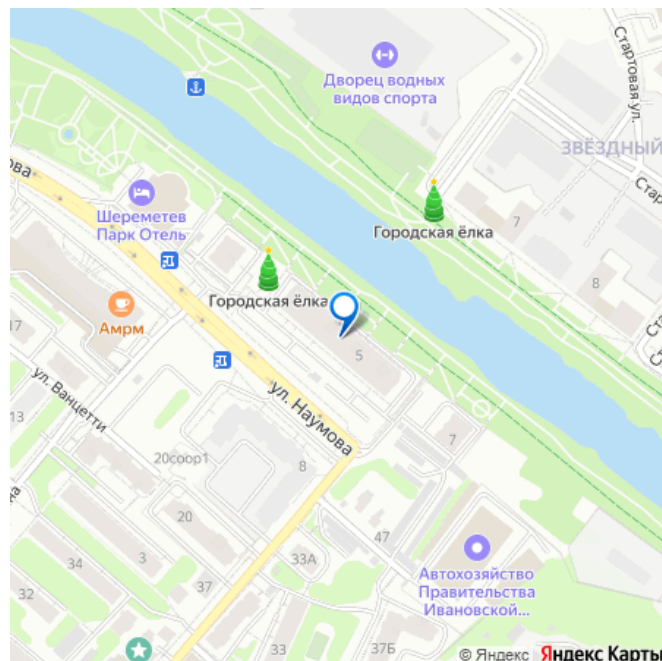 Дворец водных
видов спорта
Стартовая ул.
ЗВЁЗДНЫЙ
Стар
ова
Шереметев
Парк Отель
7
Городская ёлка
8
Городская ёлка
Амрм
17
5
ул. Ванцетти
ул. Наумова
13
7
20соор1
8
32
20
47
34
3
33А
37
Автохозяйство
Правительства
Ивановской...
33
37Б
© Яндекс Яндекс Карты